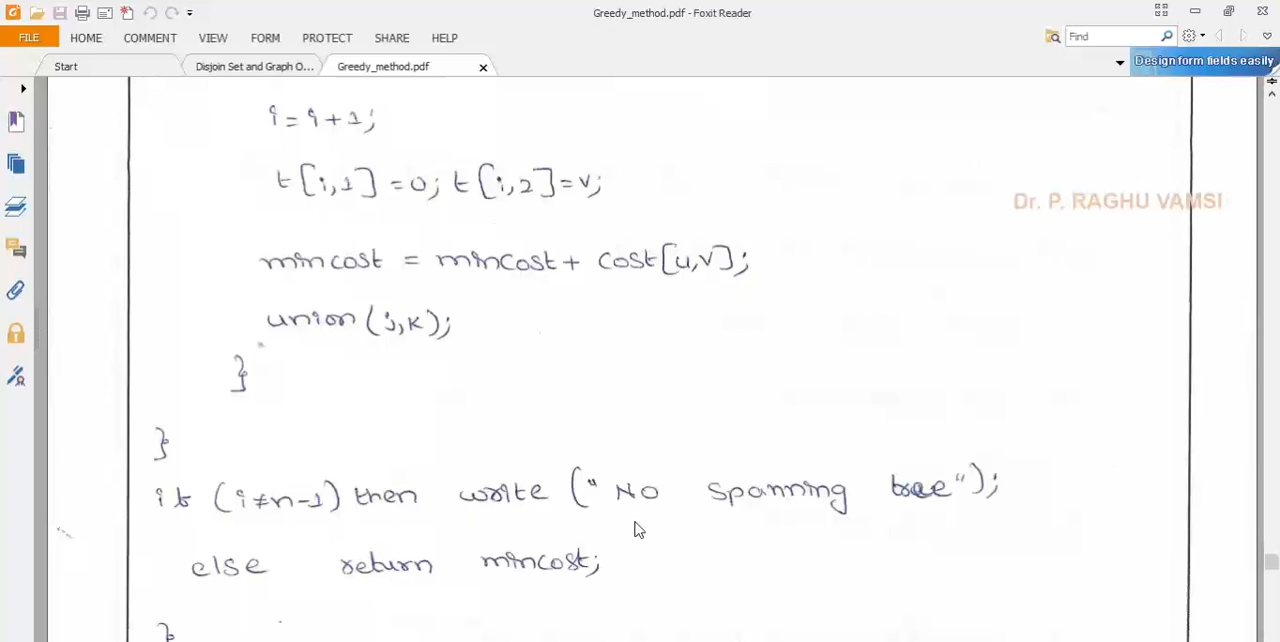 Greedy_method.pdf - Foxit Reader
FILE HOME COMMENT VIEW FORM PROTECT SHARE HELP
Find
Design form fields easily
Start Disjoin Set and Graph O... Greedy_method.pdf
i = i + 1;
t[i,1] = 0; t[i,2] = v;
Dr. P. RAGHU VAMSI
mincost = mincost + cost[u,v];
union (j,k);
}
}
if (i≠n-1) then write (" No spanning tree");
else return mincost;
}